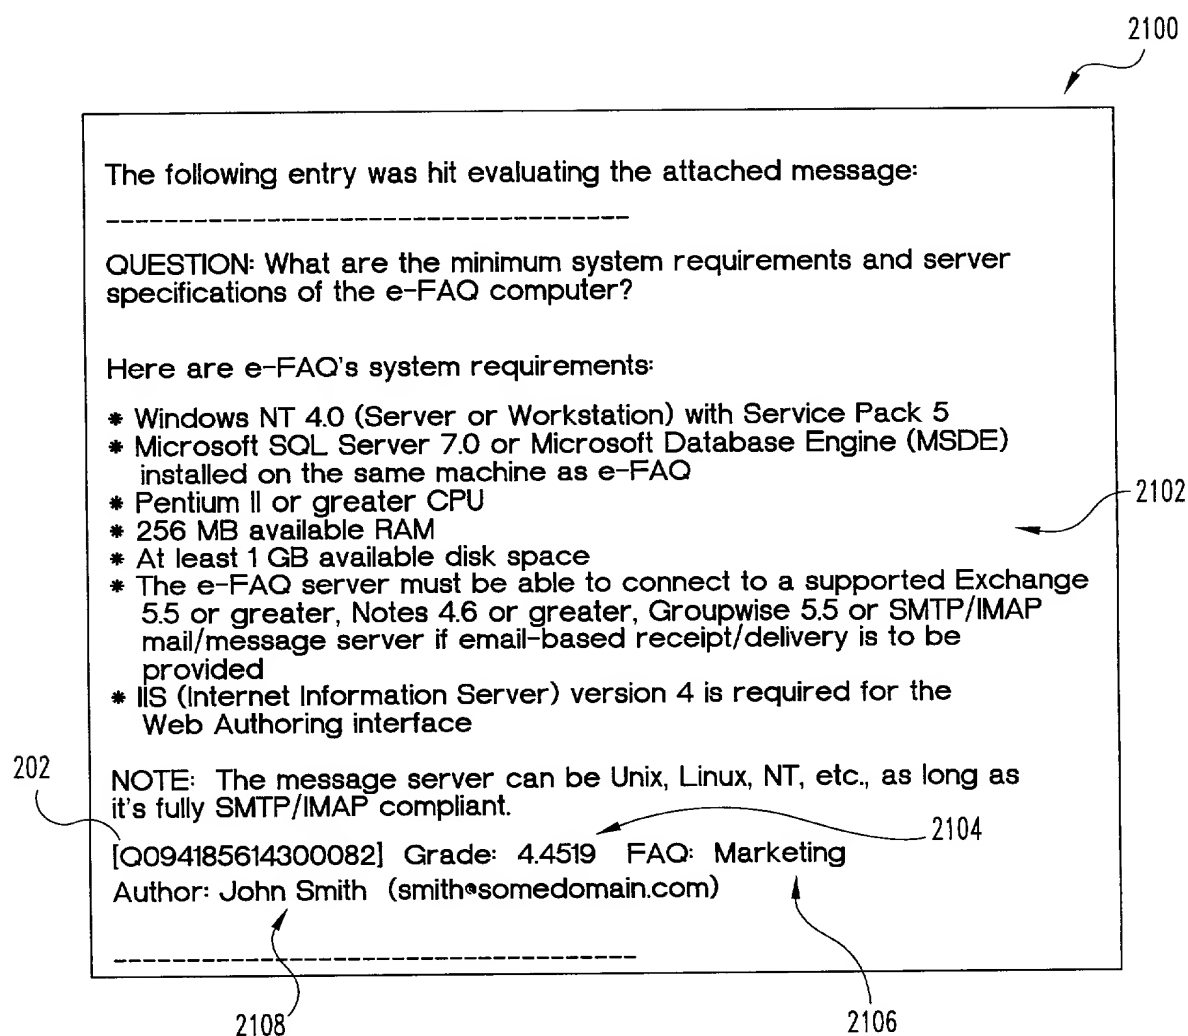 2100
The following entry was hit evaluating the attached message:
------------------------------------
QUESTION: What are the minimum system requirements and server
specifications of the e-FAQ computer?
Here are e-FAQ's system requirements:
* Windows NT 4.0 (Server or Workstation) with Service Pack 5
* Microsoft SQL Server 7.0 or Microsoft Database Engine (MSDE)
installed on the same machine as e-FAQ
* Pentium II or greater CPU
2102
* 256 MB available RAM
* At least 1 GB available disk space
* The e-FAQ server must be able to connect to a supported Exchange
5.5 or greater, Notes 4.6 or greater, Groupwise 5.5 or SMTP/IMAP
mail/message server if email-based receipt/delivery is to be
provided
* IIS (Internet Information Server) version 4 is required for the
Web Authoring interface
202
NOTE: The message server can be Unix, Linux, NT, etc., as long as
it's fully SMTP/IMAP compliant.
2104
[Q094185614300082] Grade: 4.4519 FAQ: Marketing
Author: John Smith (smith@somedomain.com)
------------------------------------
2108
2106